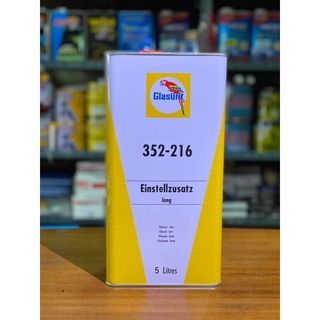 Glasurit
352-216
Einstellzusatz
lang
5 Litres